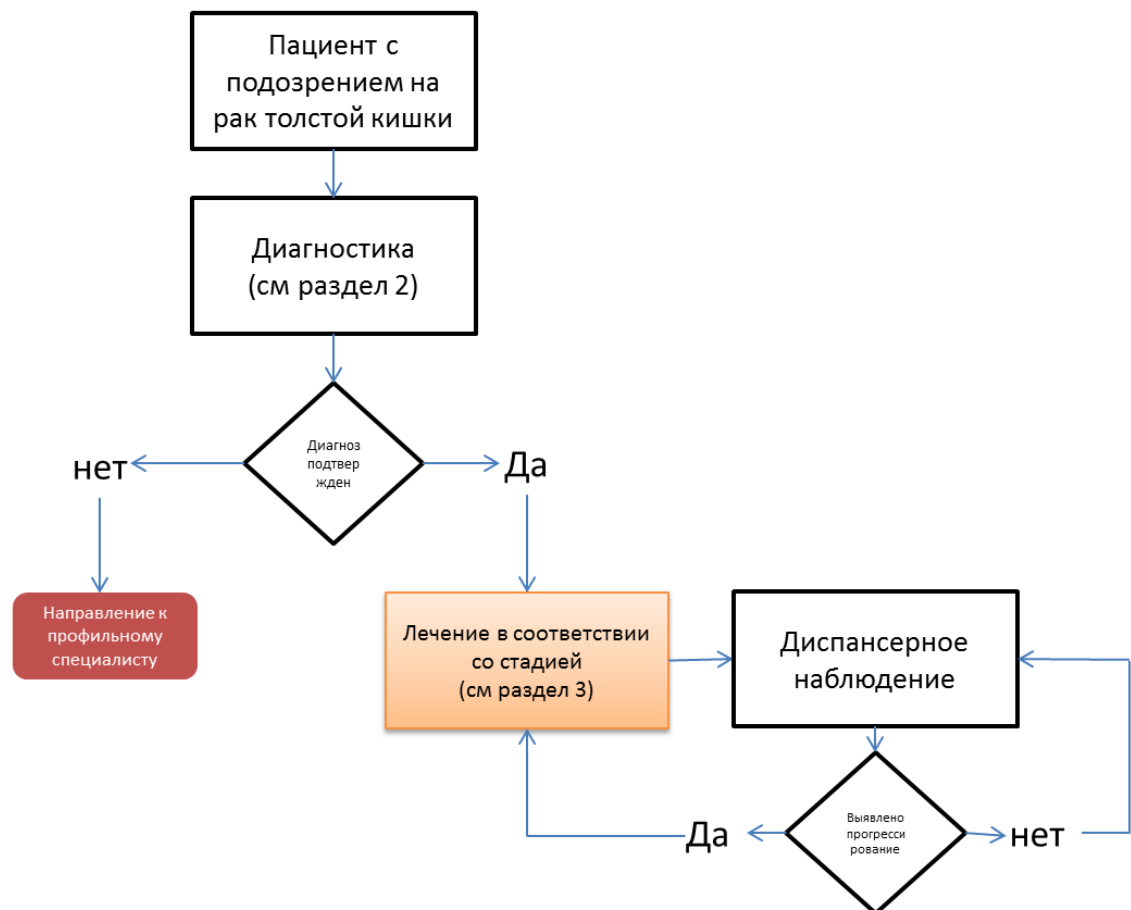 Пациент с
подозрением на
рак толстой кишки
Диагностика
(см раздел 2)
Диагноз
подтвер
жден
нет
Да
Направление к
профильному
специалисту
Лечение в соответствии
со стадией
(см раздел 3)
Диспансерное
наблюдение
Выявлено
прогресси
рование
Да
нет